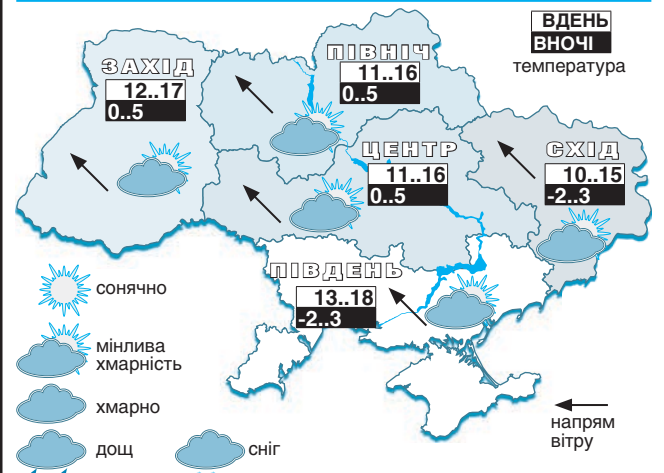 ВДЕНЬ
ВНОЧІ
температура
ПІВНІЧ
11..16
0..5
ЗАХІД
12..17
0..5
ЦЕНТР
11..16
0..5
СХІД
10..15
-2..3
ПІВДЕНЬ
13..18
-2..3
сонячно
мінлива
хмарність
хмарно
дощ
сніг
напрям
вітру